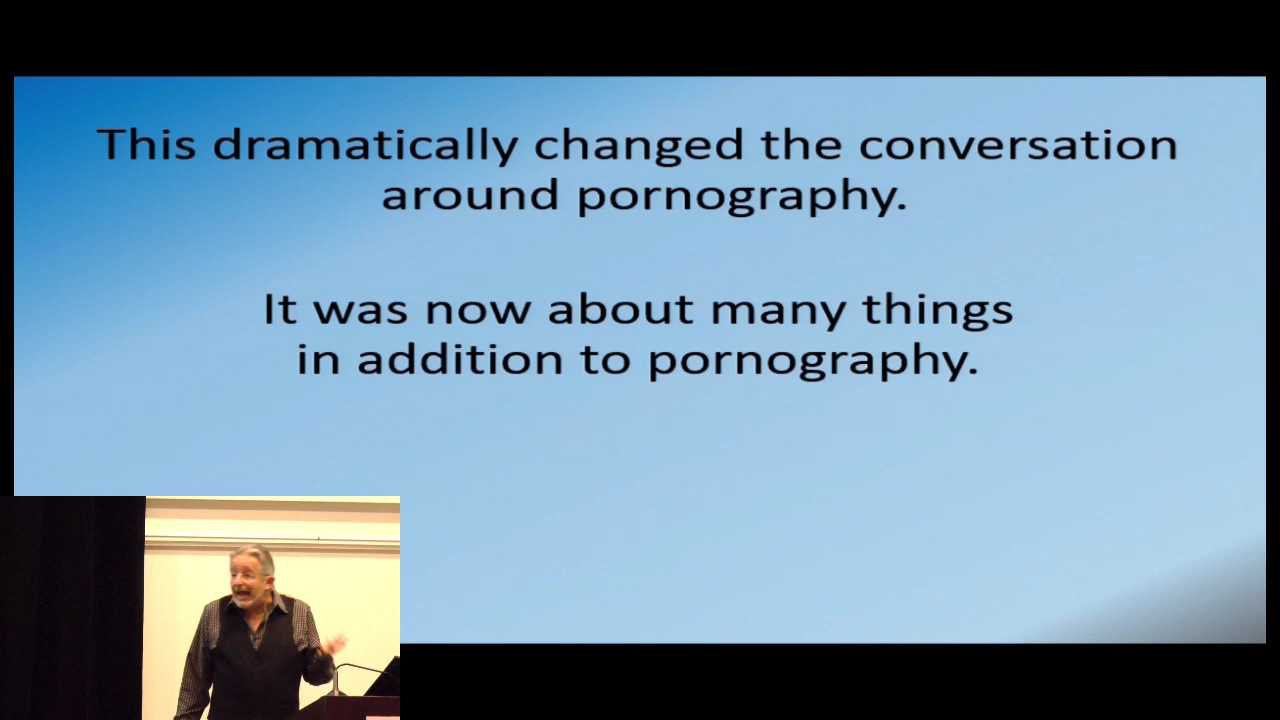 This dramatically changed the conversation
around pornography.
It was now about many things
in addition to pornography.